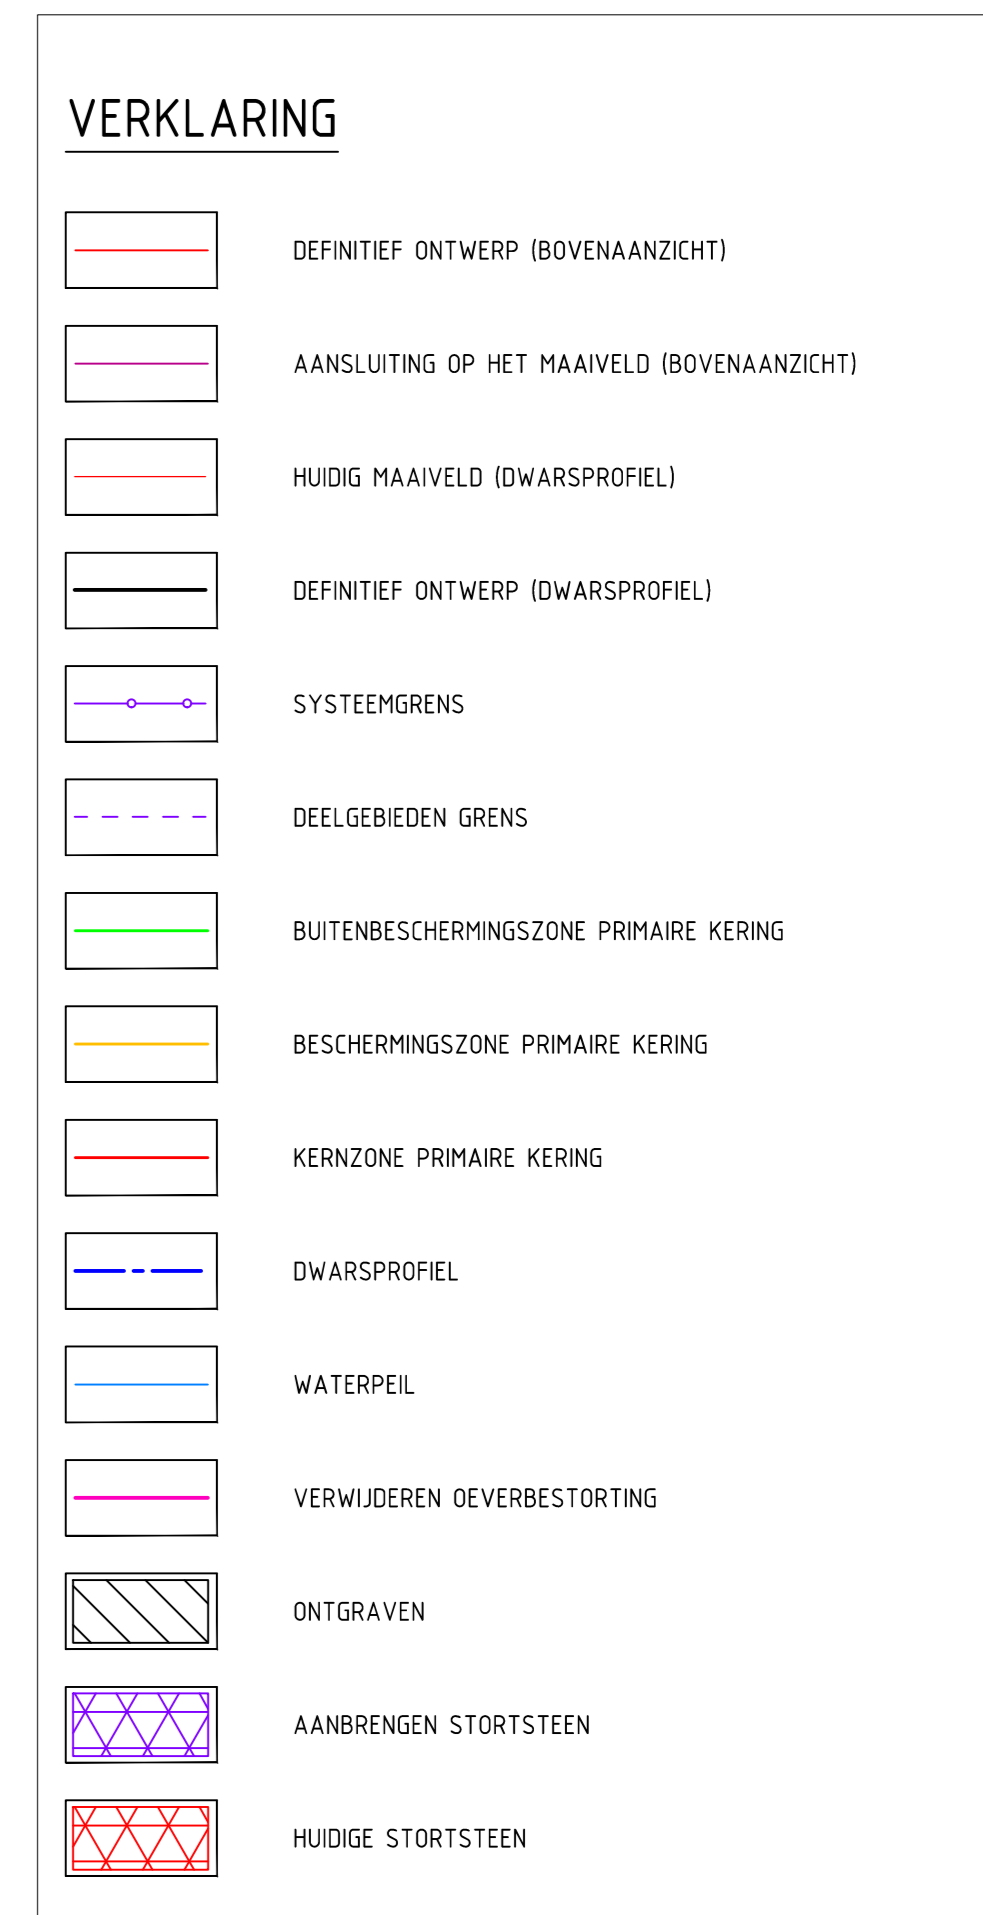 VERKLARING
DEFINITIEF ONTWERP (BOVENAANZICHT)
AANSLUITING OP HET MAAIVELD (BOVENAANZICHT)
HUIDIG MAAIVELD (DWARSPROFIEL)
DEFINITIEF ONTWERP (DWARSPROFIEL)
SYSTEEMGRENS
DEELGEBIEDEN GRENS
BUITENBESCHERMINGSZONE PRIMAIRE KERING
BESCHERMINGSZONE PRIMAIRE KERING
KERNZONE PRIMAIRE KERING
DWARSPROFIEL
WATERPEIL
VERWIJDEREN OEVERBESTORTING
ONTGRAVEN
AANBRENGEN STORTSTEEN
HUIDIGE STORTSTEEN